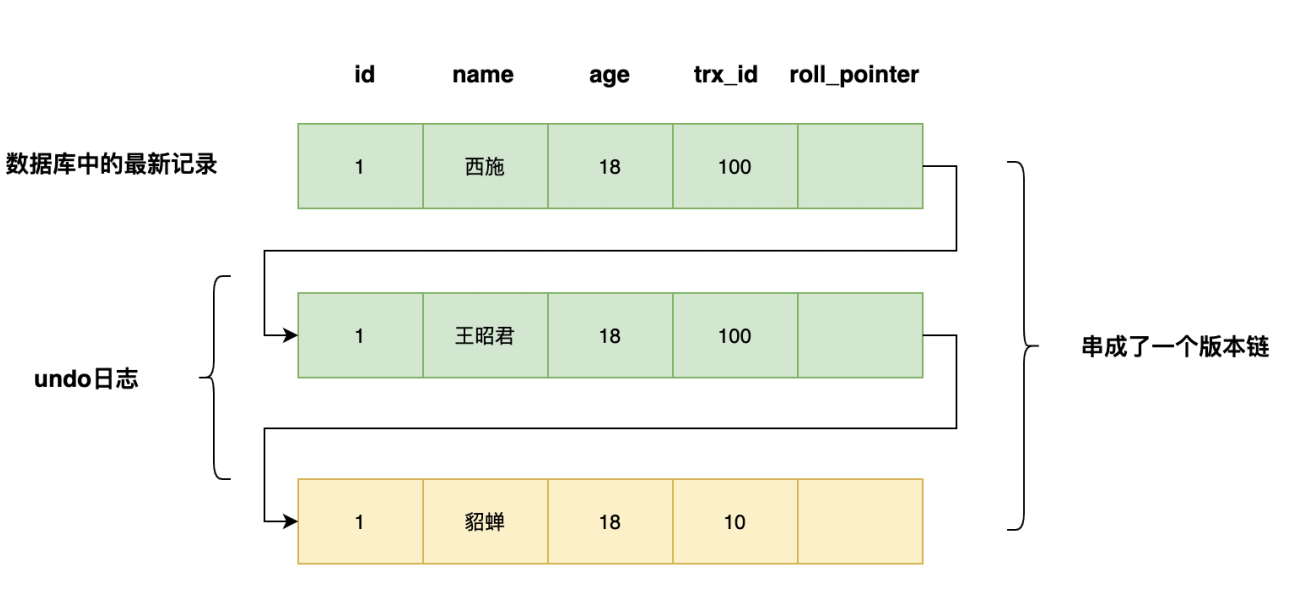 id name age trx_id roll_pointer
数据库中的最新记录 1 西施 18 100
1 王昭君 18 100
串成了一个版本链
undo日志
1 貂蝉 18 10